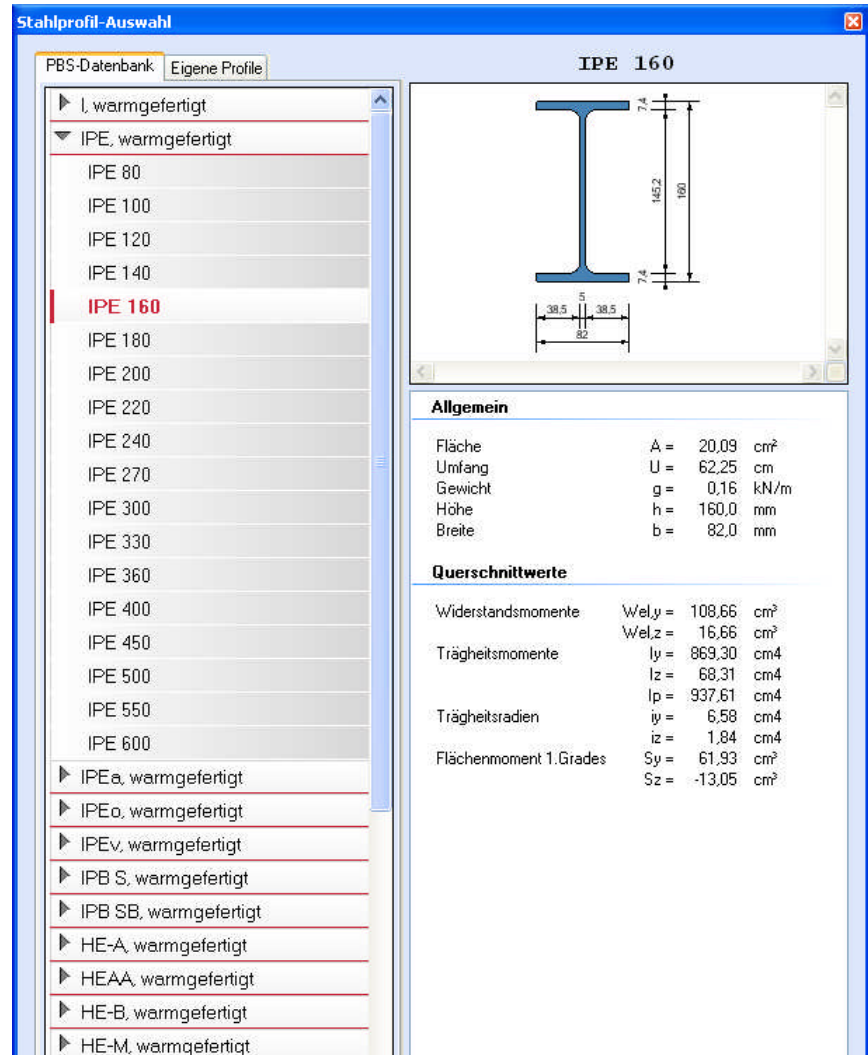 Stahlprofil-Auswahl
PBS-Datenbank Eigene Profile
I, warmgefertigt
IPE, warmgefertigt
IPE 80
IPE 100
IPE 120
IPE 140
IPE 160
IPE 180
IPE 200
IPE 220
IPE 240
IPE 270
IPE 300
IPE 330
IPE 360
IPE 400
IPE 450
IPE 500
IPE 550
IPE 600
IPEa, warmgefertigt
IPEo, warmgefertigt
IPEv, warmgefertigt
IPB S, warmgefertigt
IPB SB, warmgefertigt
HE-A, warmgefertigt
HEAA, warmgefertigt
HE-B, warmgefertigt
HE-M, warmgefertigt
IPE 160
7,4
145,2
160
7,4
5
38,5 38,5
82
Allgemein
Fläche A = 20,09 cm²
Umfang U = 62,25 cm
Gewicht g = 0,16 kN/m
Höhe h = 160,0 mm
Breite b = 82,0 mm
Querschnittwerte
Widerstandsmomente Wel,y = 108,66 cm³
Wel,z = 16,66 cm³
Trägheitsmomente Iy = 869,30 cm4
Iz = 68,31 cm4
Ip = 937,61 cm4
Trägheitsradien iy = 6,58 cm4
iz = 1,84 cm4
Flächenmoment 1.Grades Sy = 61,93 cm³
Sz = -13,05 cm³